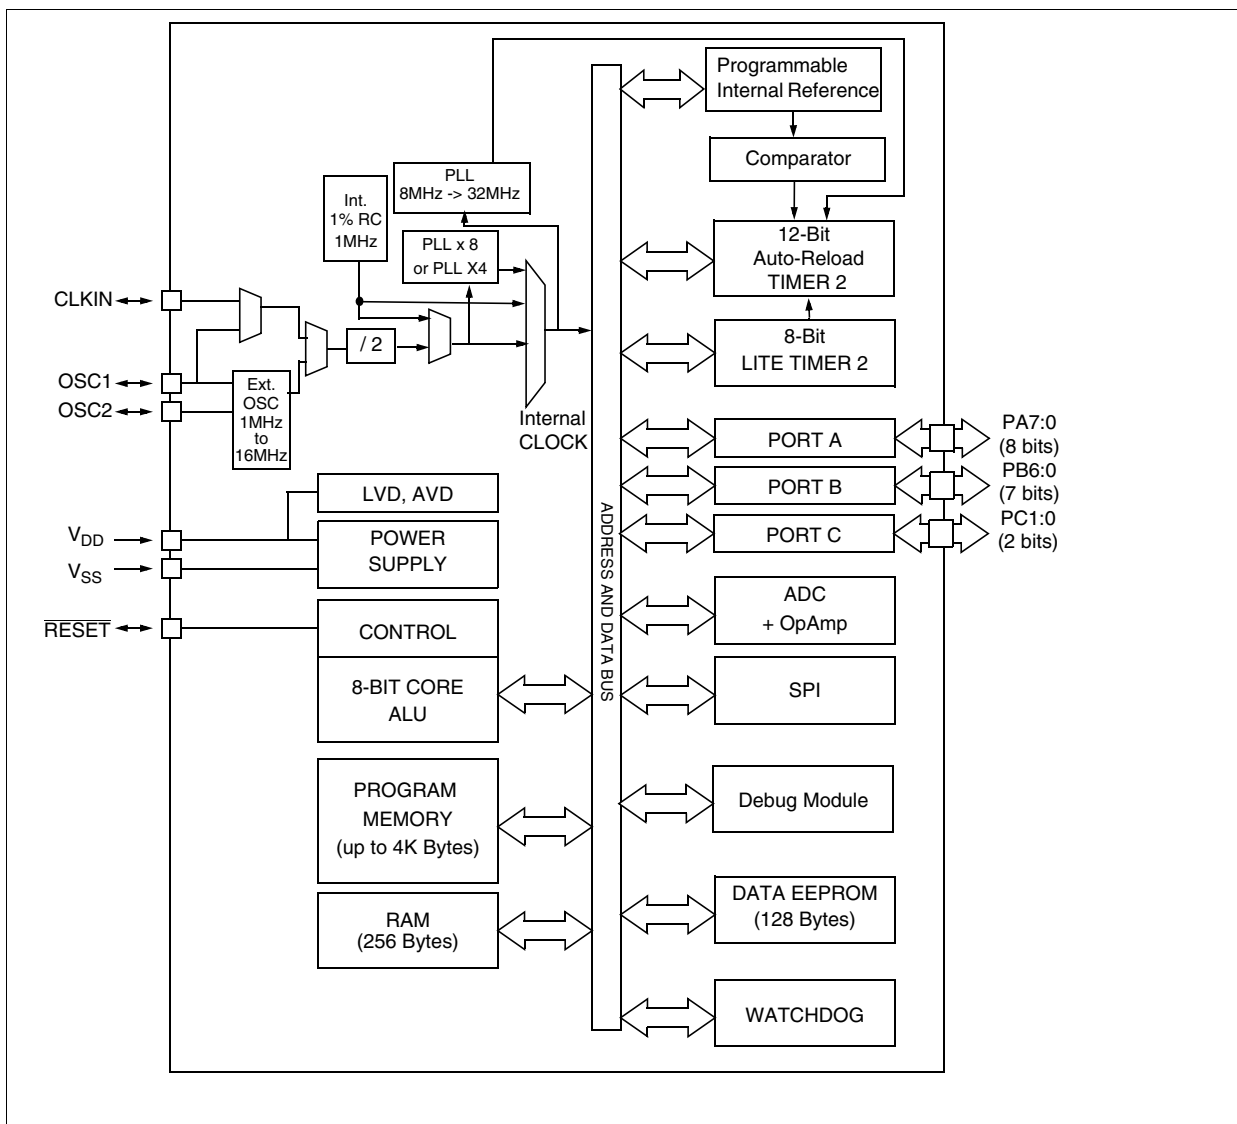 Programmable
Internal Reference
Comparator
PLL
8MHz -> 32MHz
Int.
1% RC
1MHz
PLL x 8
or PLL X4
12-Bit
Auto-Reload
TIMER 2
CLKIN
/ 2
8-Bit
LITE TIMER 2
OSC1
OSC2
Ext.
OSC
1MHz
to
16MHz
Internal
CLOCK
PORT A
PA7:0
(8 bits)
PORT B
PB6:0
(7 bits)
PORT C
PC1:0
(2 bits)
LVD, AVD
VDD
VSS
POWER
SUPPLY
ADDRESS AND DATA BUS
ADC
+ OpAmp
RESET
CONTROL
8-BIT CORE
ALU
SPI
PROGRAM
MEMORY
(up to 4K Bytes)
Debug Module
RAM
(256 Bytes)
DATA EEPROM
(128 Bytes)
WATCHDOG